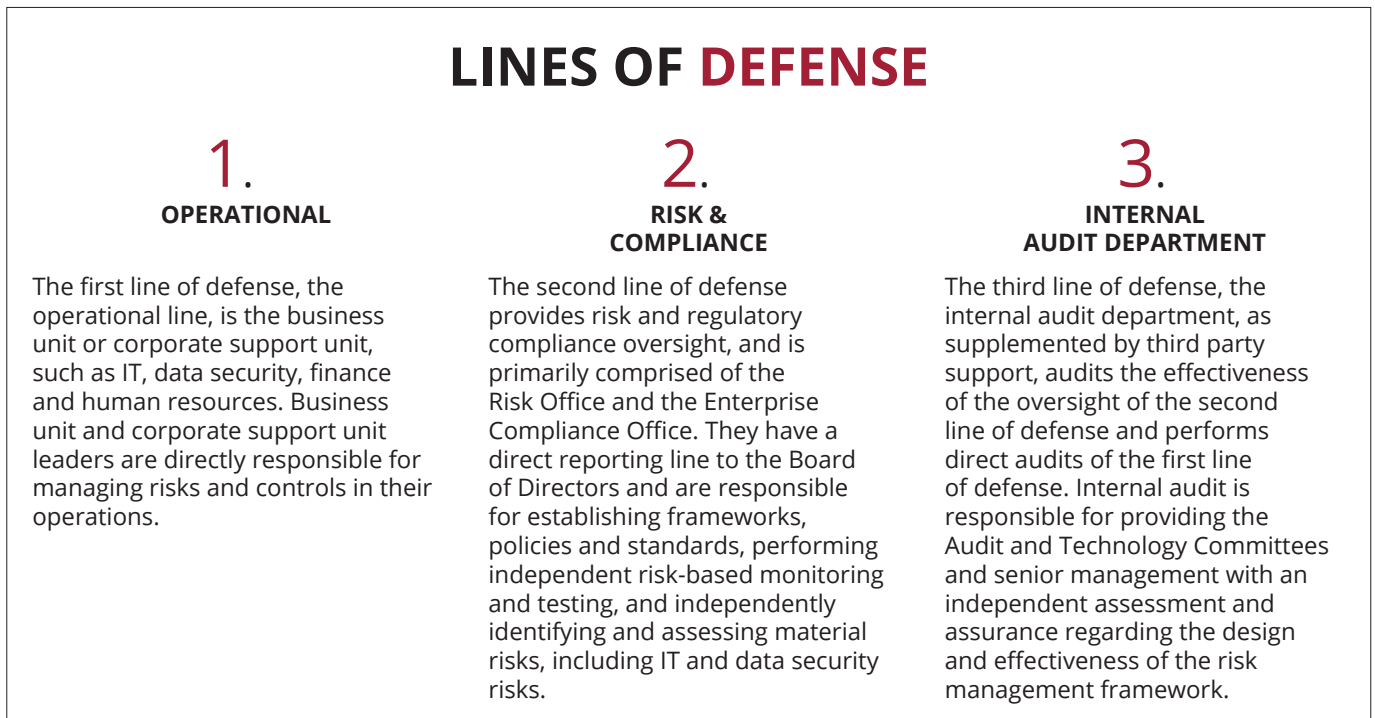 LINES OF DEFENSE
1.
OPERATIONAL
The first line of defense, the
operational line, is the business
unit or corporate support unit,
such as IT, data security, finance
and human resources. Business
unit and corporate support unit
leaders are directly responsible for
managing risks and controls in their
operations.
2.
RISK &
COMPLIANCE
The second line of defense
provides risk and regulatory
compliance oversight, and is
primarily comprised of the
Risk Office and the Enterprise
Compliance Office. They have a
direct reporting line to the Board
of Directors and are responsible
for establishing frameworks,
policies and standards, performing
independent risk-based monitoring
and testing, and independently
identifying and assessing material
risks, including IT and data security
risks.
3.
INTERNAL
AUDIT DEPARTMENT
The third line of defense, the
internal audit department, as
supplemented by third party
support, audits the effectiveness
of the oversight of the second
line of defense and performs
direct audits of the first line
of defense. Internal audit is
responsible for providing the
Audit and Technology Committees
and senior management with an
independent assessment and
assurance regarding the design
and effectiveness of the risk
management framework.